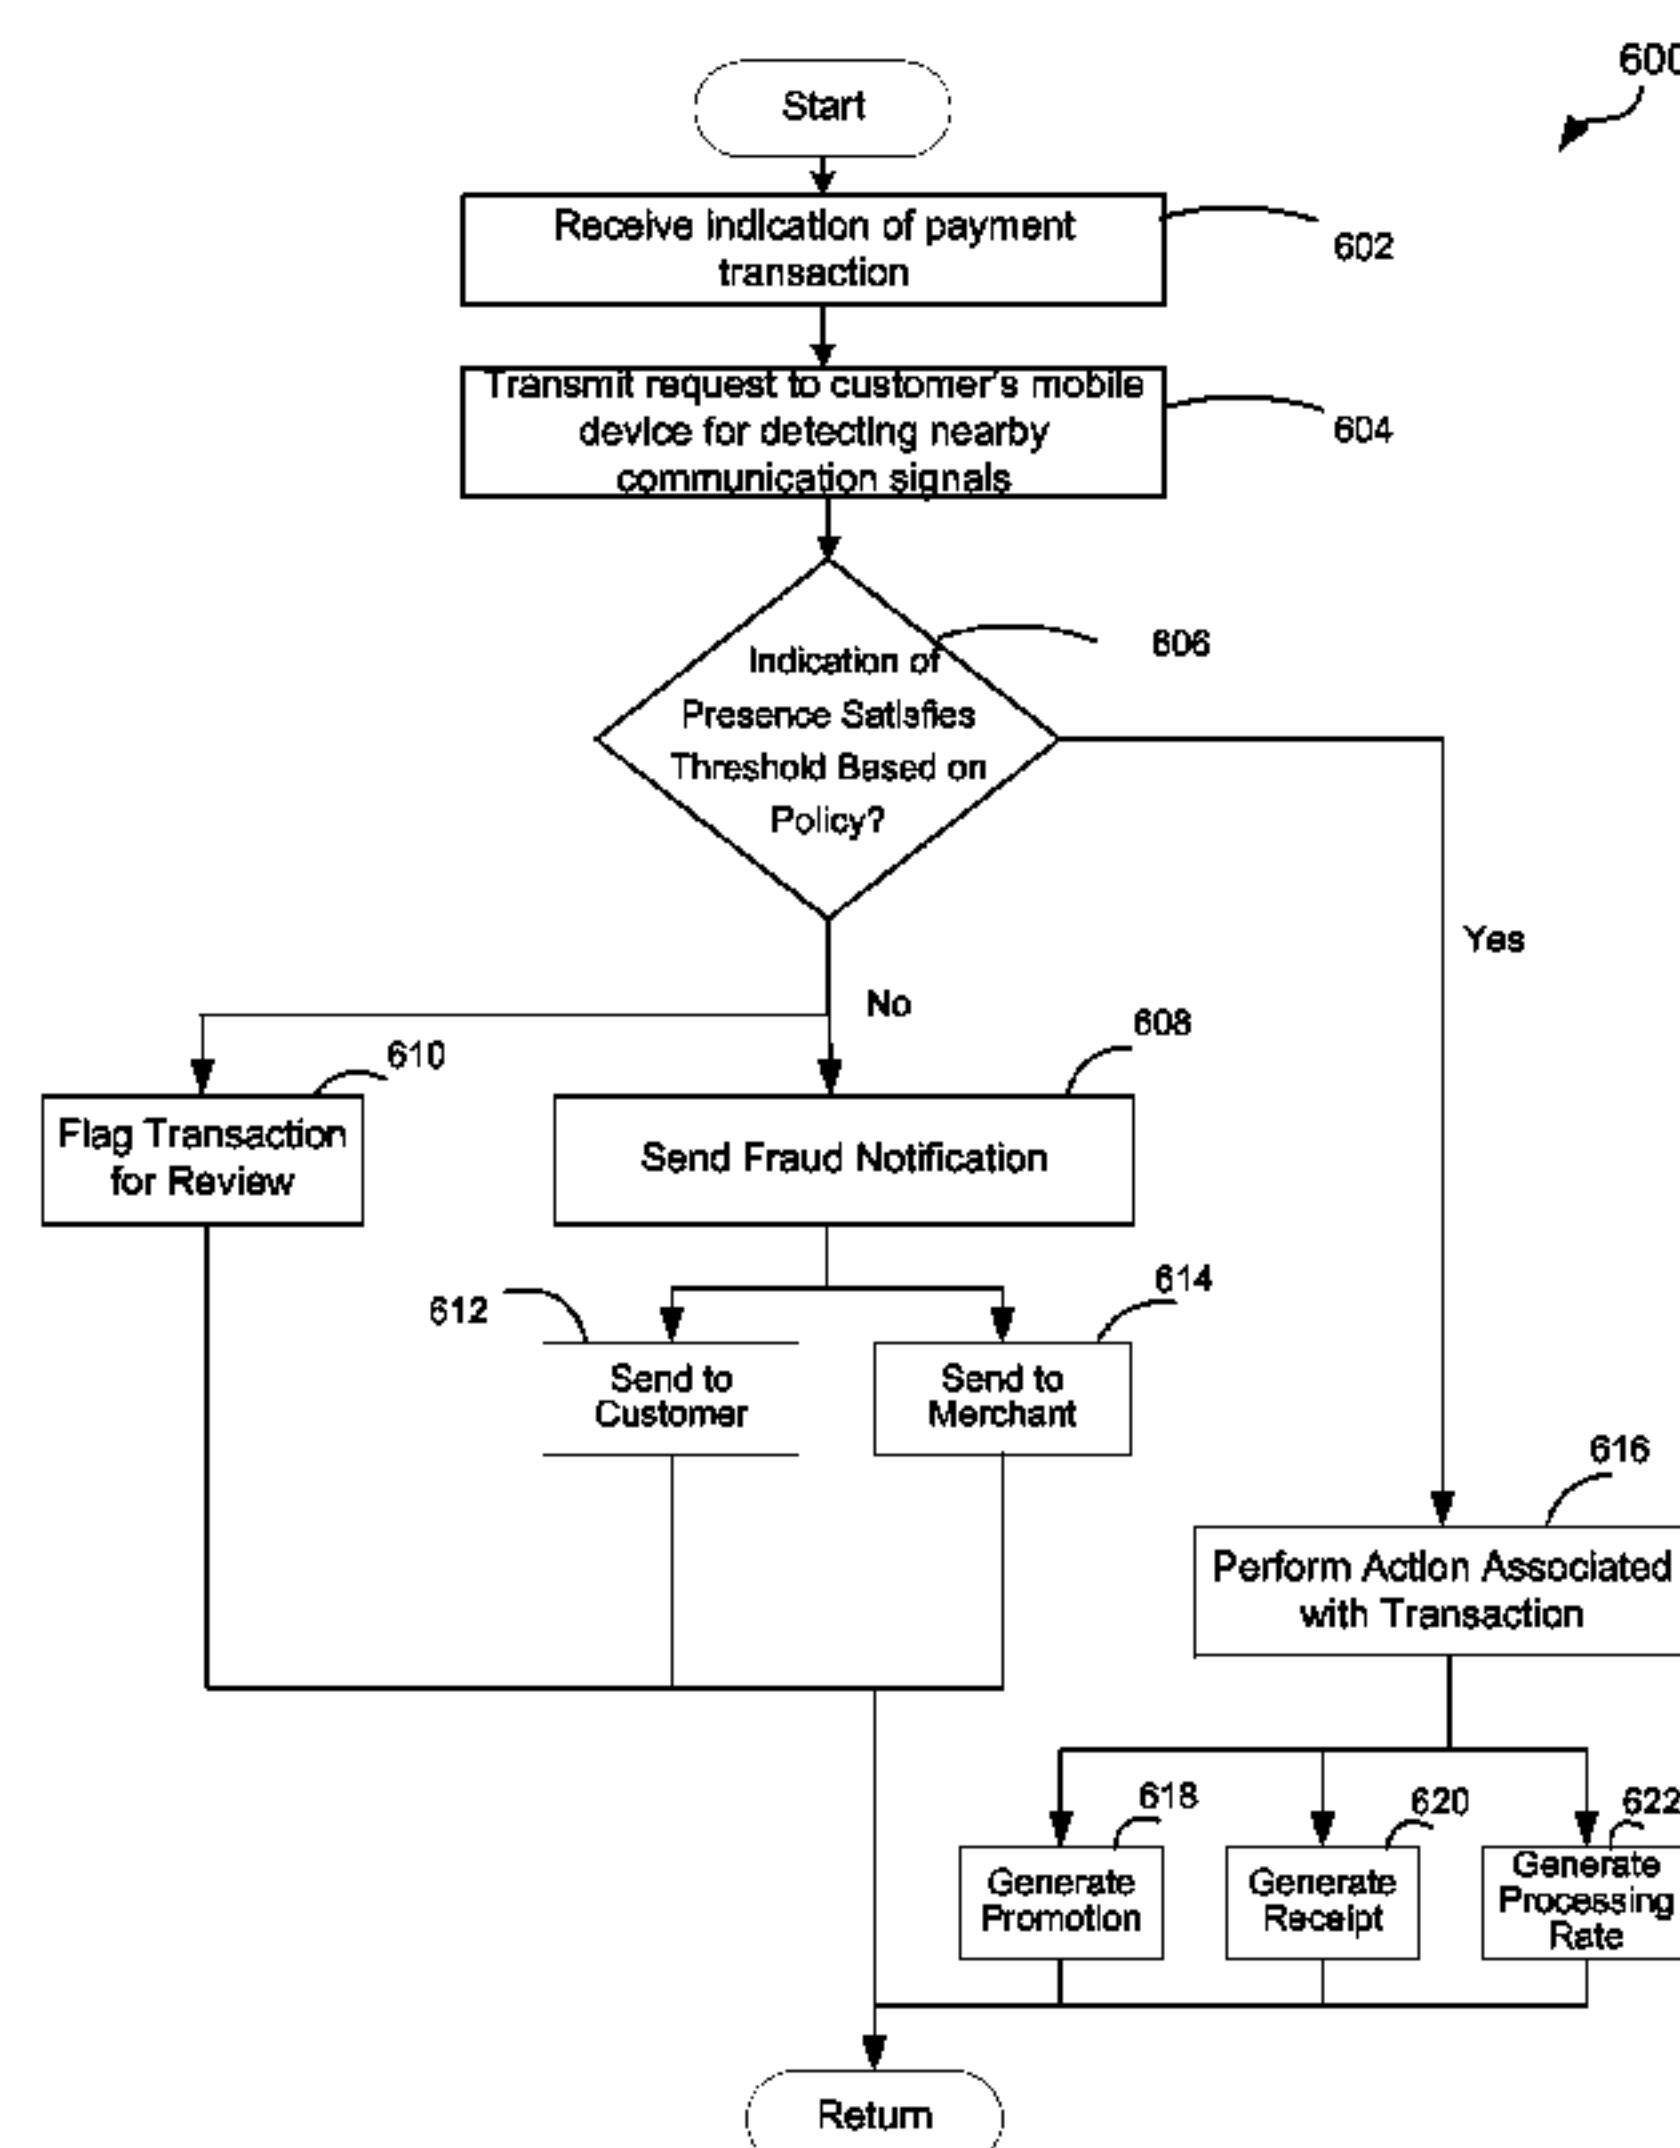 600
Start
Receive indication of payment
transaction
602
Transmit request to customer's mobile
device for detecting nearby
communication signals
604
606
Indication of
Presence Satisfies
Threshold Based on
Policy?
Yes
No
608
610
Flag Transaction
for Review
Send Fraud Notification
612
614
Send to
Customer
Send to
Merchant
616
Perform Action Associated
with Transaction
618
620
622
Generate
Promotion
Generate
Receipt
Generate
Processing
Rate
Return